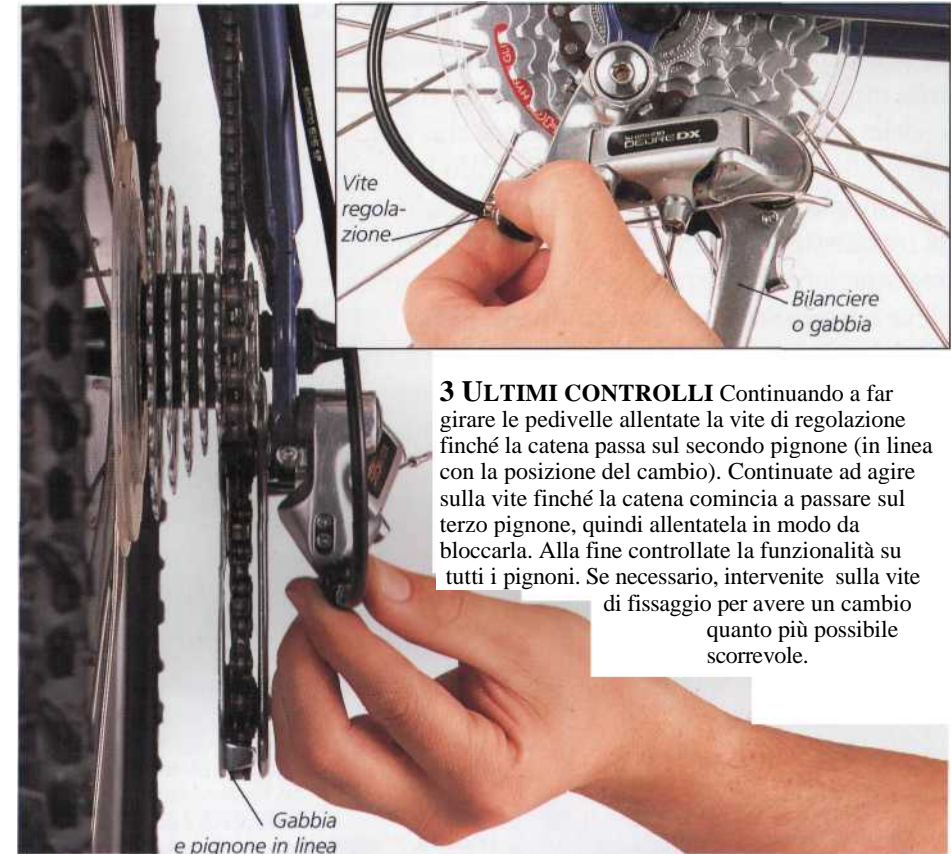 Vite
regola-
zione
DEORE DX
Bilanciere
o gabbia
3 ULTIMI CONTROLLI Continuando a far
girare le pedivelle allentate la vite di regolazione
finché la catena passa sul secondo pignone (in linea
con la posizione del cambio). Continuate ad agire
sulla vite finché la catena comincia a passare sul
terzo pignone, quindi allentatela in modo da
bloccarla. Alla fine controllate la funzionalità su
tutti i pignoni. Se necessario, intervenite sulla vite
di fissaggio per avere un cambio
quanto più possibile
scorrevole.
Gabbia
e pignone in linea